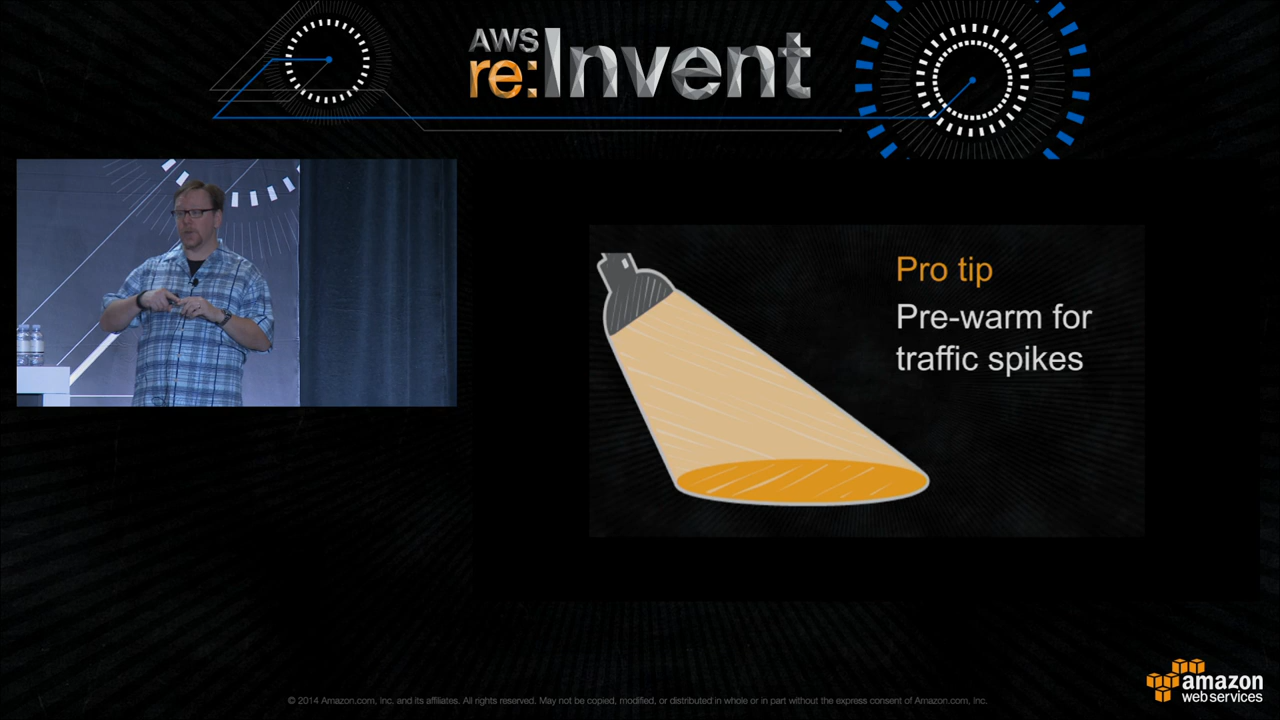 AWS
re:Invent
Pro tip
Pre-warm for
traffic spikes
© 2014 Amazon.com, Inc, and its affiliates. All rights reserved. May not be copied, modified, or distributed in whole or in part without the express consent of Amazon.com, Inc.
amazon
web services